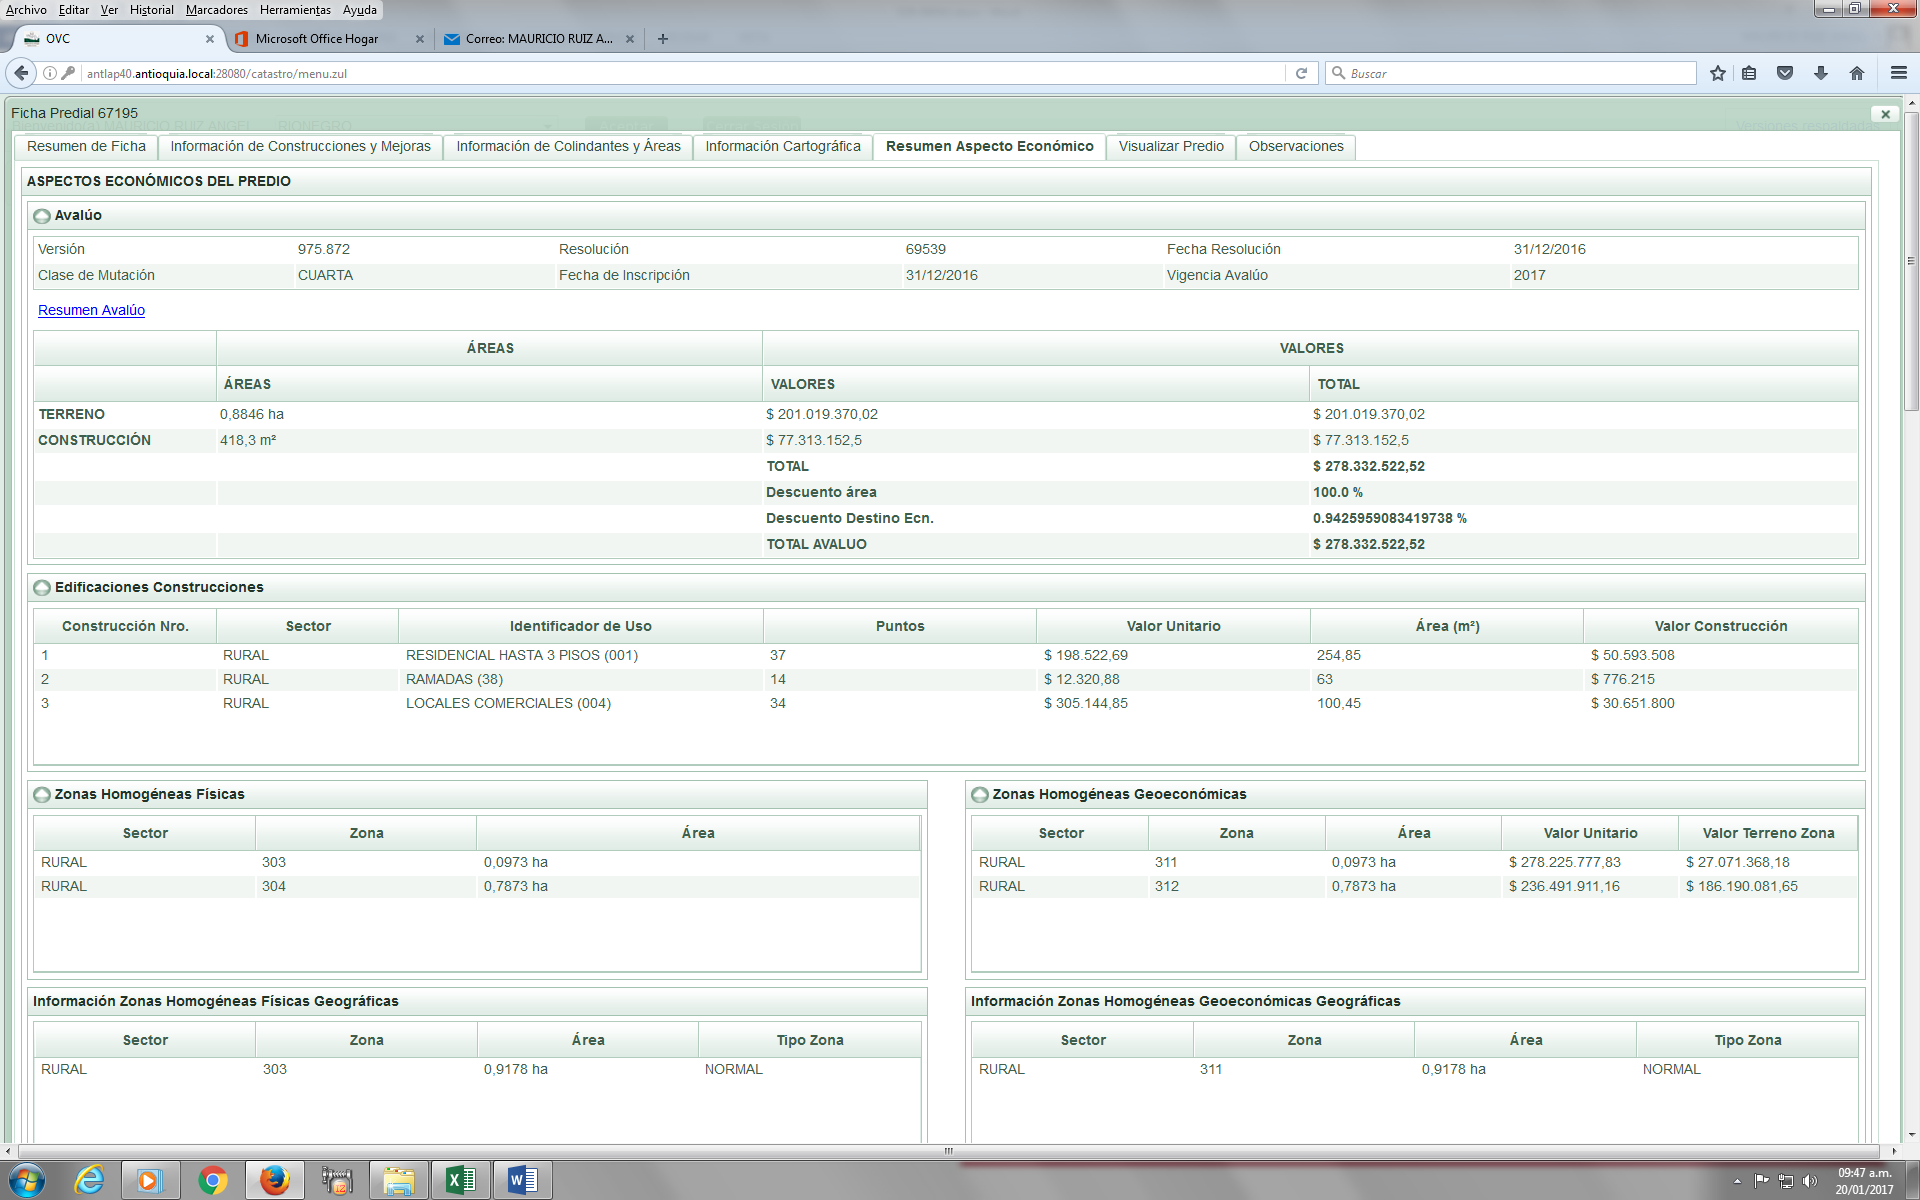 Archivo Editar Ver Historial Marcadores Herramientas Ayuda
OVC Microsoft Office Hogar Correo: MAURICIO RUIZ A...
antlap40.antioquia.local:28080/catastro/menu.zul Buscar
Ficha Predial 67195
Resumen de Ficha Información de Construcciones y Mejoras Información de Colindantes y Áreas Información Cartográfica Resumen Aspecto Económico Visualizar Predio Observaciones
ASPECTOS ECONÓMICOS DEL PREDIO
Avalúo
Versión 975.872 Resolución 69539 Fecha Resolución 31/12/2016
Clase de Mutación CUARTA Fecha de Inscripción 31/12/2016 Vigencia Avalúo 2017
Resumen Avalúo
ÁREAS VALORES
ÁREAS VALORES TOTAL
TERRENO 0,8846 ha $ 201.019.370,02 $ 201.019.370,02
CONSTRUCCIÓN 418,3 m² $ 77.313.152,5 $ 77.313.152,5
TOTAL $ 278.332.522,52
Descuento área 100.0 %
Descuento Destino Ecn. 0.9425959083419738 %
TOTAL AVALUO $ 278.332.522,52
Edificaciones Construcciones
Construcción Nro. Sector Identificador de Uso Puntos Valor Unitario Área (m²) Valor Construcción
1 RURAL RESIDENCIAL HASTA 3 PISOS (001) 37 $ 198.522,69 254,85 $ 50.593.508
2 RURAL RAMADAS (38) 14 $ 12.320,88 63 $ 776.215
3 RURAL LOCALES COMERCIALES (004) 34 $ 305.144,85 100,45 $ 30.651.800
Zonas Homogéneas Físicas
Sector Zona Área
RURAL 303 0,0973 ha
RURAL 304 0,7873 ha
Zonas Homogéneas Geoeconómicas
Sector Zona Área Valor Unitario Valor Terreno Zona
RURAL 311 0,0973 ha $ 278.225.777,83 $ 27.071.368,18
RURAL 312 0,7873 ha $ 236.491.911,16 $ 186.190.081,65
Información Zonas Homogéneas Físicas Geográficas
Sector Zona Área Tipo Zona
RURAL 303 0,9178 ha NORMAL
Información Zonas Homogéneas Geoeconómicas Geográficas
Sector Zona Área Tipo Zona
RURAL 311 0,9178 ha NORMAL
09:47 a.m.
20/01/2017